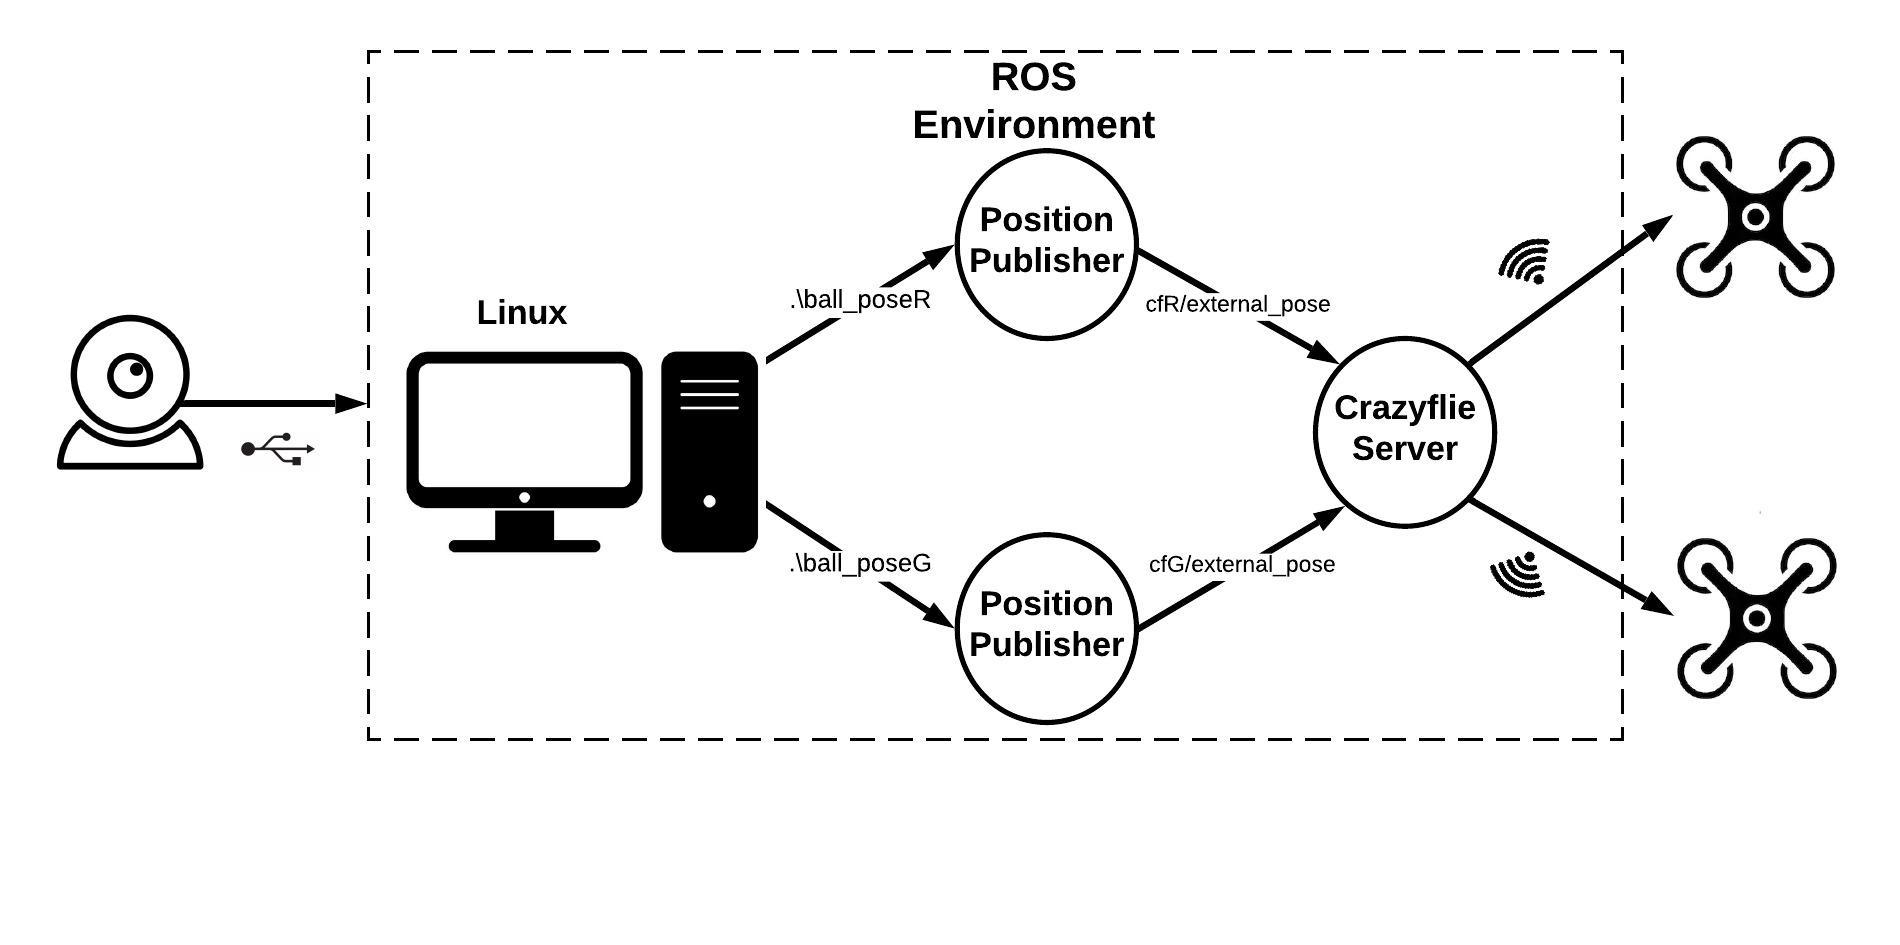 ROS
Environment
Position
Publisher
.\ball_poseR
cfR/external_pose
Linux
Crazyflie
Server
.\ball_poseG
cfG/external_pose
Position
Publisher